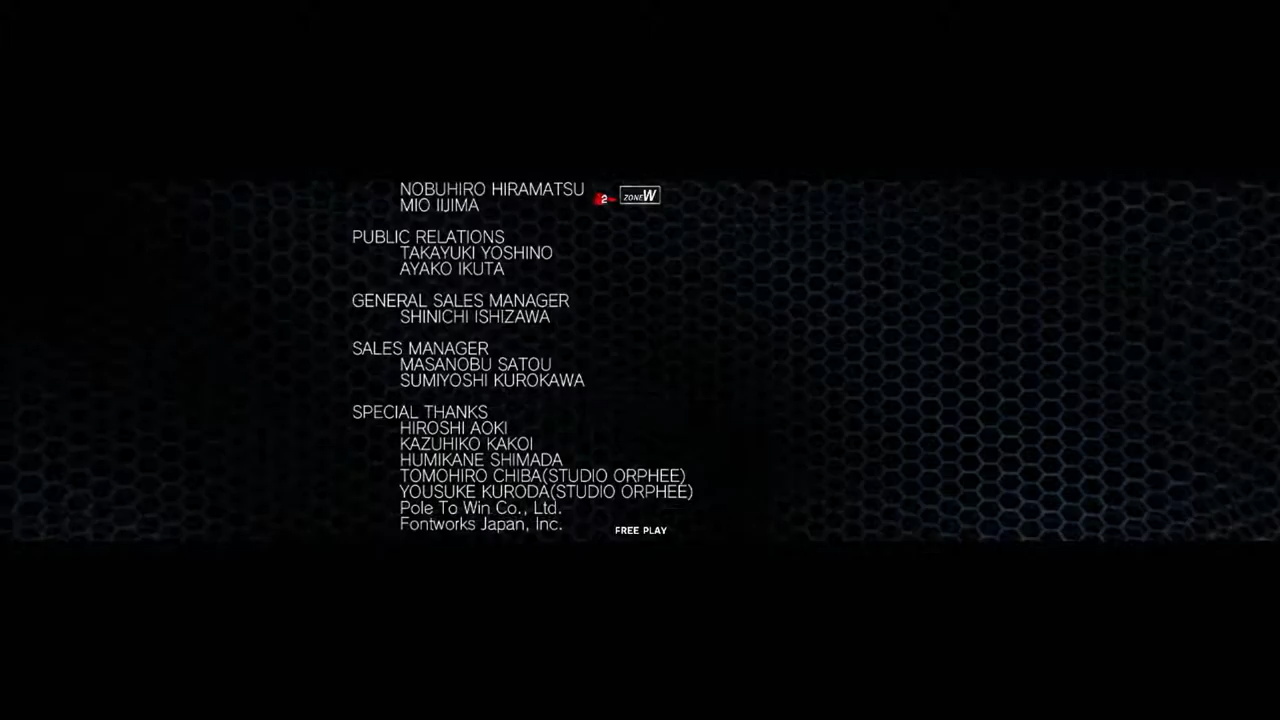 NOBUHIRO HIRAMATSU
2 ZONEW
MIO IIJIMA
PUBLIC RELATIONS
TAKAYUKI YOSHINO
AYAKO IKUTA
GENERAL SALES MANAGER
SHINICHI ISHIZAWA
SALES MANAGER
MASANOBU SATOU
SUMIYOSHI KUROKAWA
SPECIAL THANKS
HIROSHI AOKI
KAZUHIKO KAKOI
HUMIKANE SHIMADA
TOMOHIRO CHIBA(STUDIO ORPHEE)
YOUSUKE KURODA(STUDIO ORPHEE)
Pole To Win Co., Ltd.
Fontworks Japan, Inc.
FREE PLAY